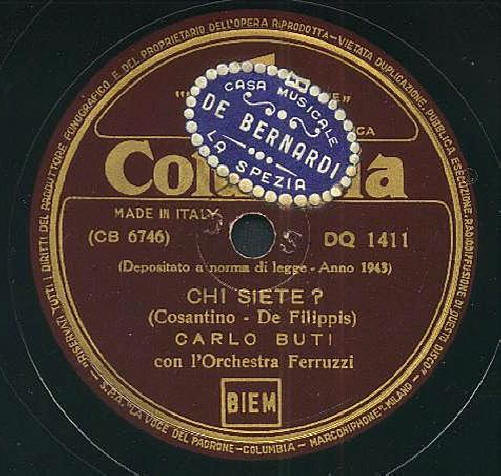 "RISERVATI TUTTI I DIRITTI DEL PRODUTTORE FONOGRAFICO E DEL PROPRIETARIO DELL'OPERA RIPRODOTTA - VIETATA DUPLICAZIONE, PUBBLICA ESECUZIONE, RADIODIFFUSIONE DI QUESTO DISCO"
CASA MUSICALE
DE BERNARDI
LA SPEZIA
MADE IN ITALY
(CB 6746)
DQ 1411
(Depositato a norma di legge - Anno 1943)
CHI SIETE?
(Cosantino - De Filippis)
CARLO BUTI
con l'Orchestra Ferruzzi
BIEM
S.P.A. "LA VOCE DEL PADRONE - COLUMBIA - MARCONIPHONE" - MILANO